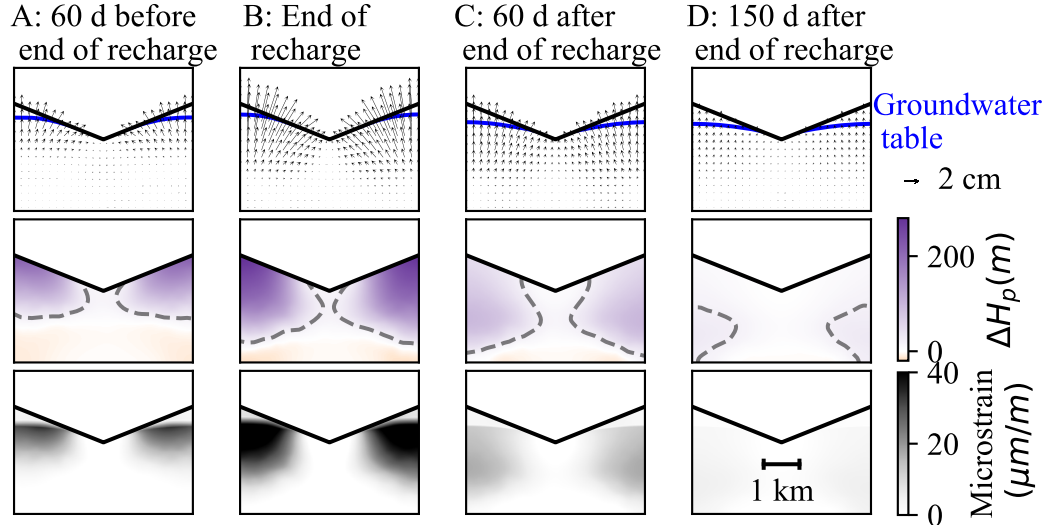 A: 60 d before
end of recharge
B: End of
recharge
C: 60 d after
end of recharge
D: 150 d after
end of recharge
Groundwater
table
2 cm
200
0
ΔHp(m)
40
20
0
Microstrain
(μm/m)
1 km